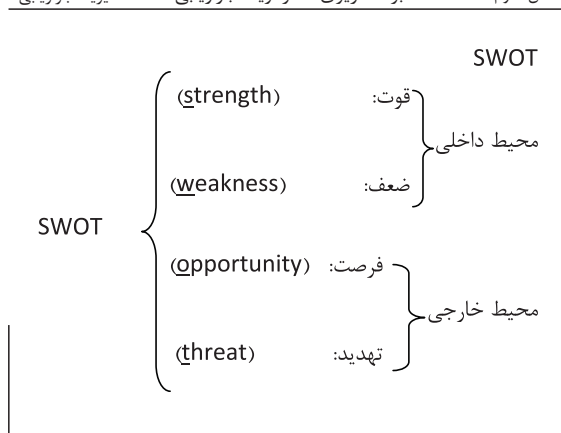 SWOT
قوت: (strength)
محیط داخلی
ضعف: (weakness)
SWOT
فرصت: (opportunity)
محیط خارجی
تهدید: (threat)